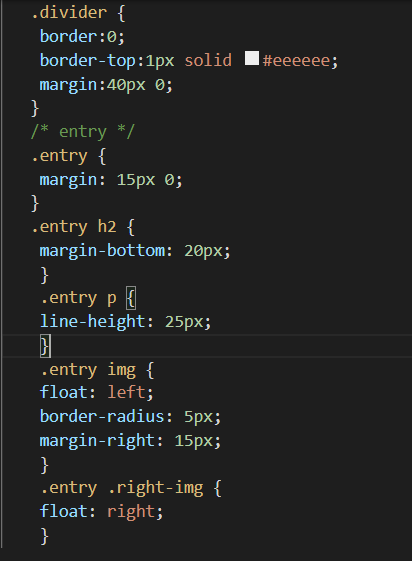 .divider {
border:0;
border-top:1px solid #eeeeee;
margin:40px 0;
}
/* entry */
.entry {
margin: 15px 0;
}
.entry h2 {
margin-bottom: 20px;
}
.entry p {
line-height: 25px;
}
.entry img {
float: left;
border-radius: 5px;
margin-right: 15px;
}
.entry .right-img {
float: right;
}